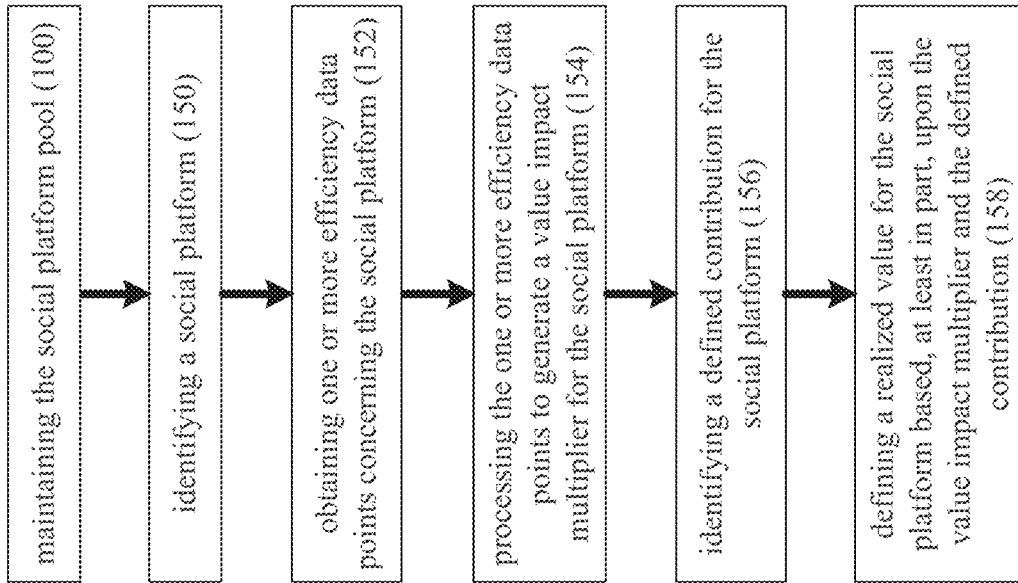 maintaining the social platform pool (100)
identifying a social platform (150)
obtaining one or more efficiency data
points concerning the social platform (152)
processing the one or more efficiency data
points to generate a value impact
multiplier for the social platform (154)
identifying a defined contribution for the
social platform (156)
defining a realized value for the social
platform based, at least in part, upon the
value impact multiplier and the defined
contribution (158)